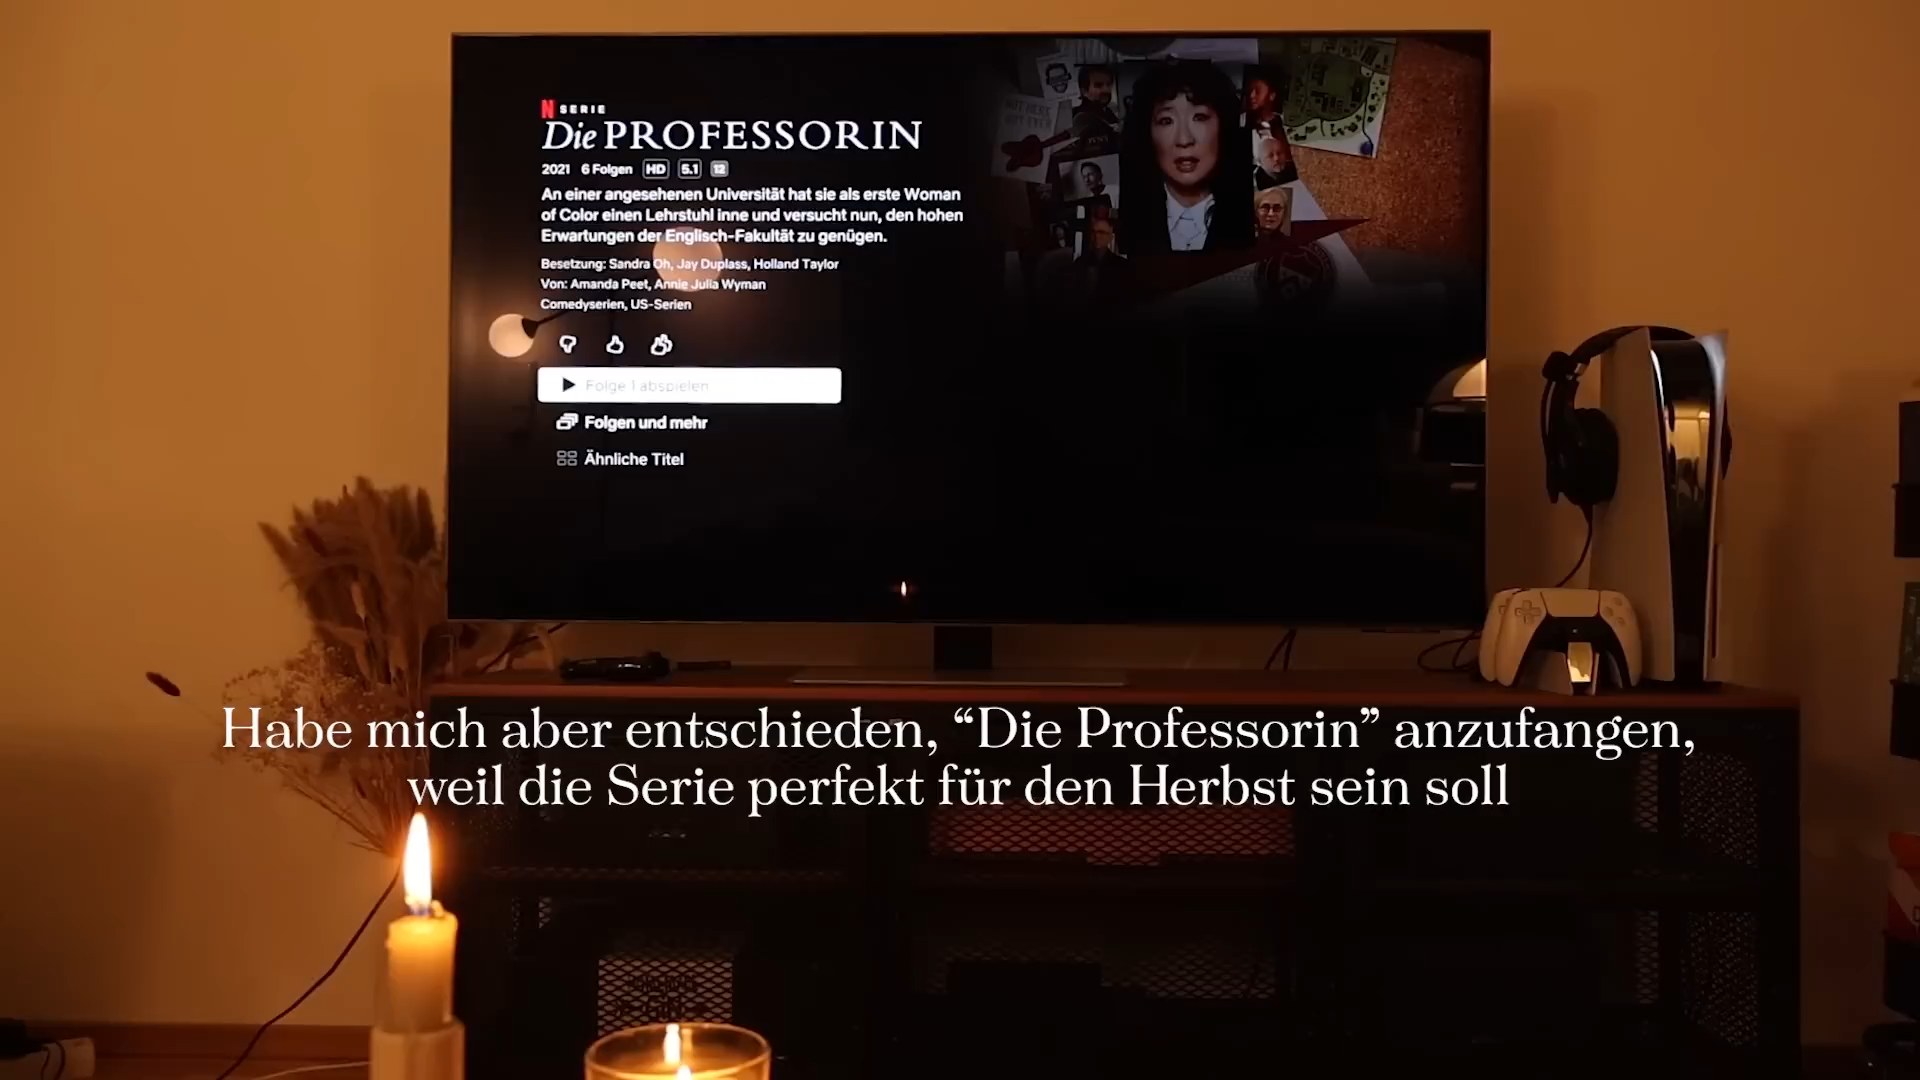 N SERIE
Die PROFESSORIN
2021 6 Folgen HD 5.1 12
An einer angesehenen Universität hat sie als erste Woman
of Color einen Lehrstuhl inne und versucht nun, den hohen
Erwartungen der Englisch-Fakultät zu genügen.
Besetzung: Sandra Oh, Jay Duplass, Holland Taylor
Von: Amanda Peet, Annie Julia Wyman
Comedyserien, US-Serien
Folge 1 abspielen
Folgen und mehr
Ähnliche Titel
Habe mich aber entschieden, “Die Professorin” anzufangen,
weil die Serie perfekt für den Herbst sein soll